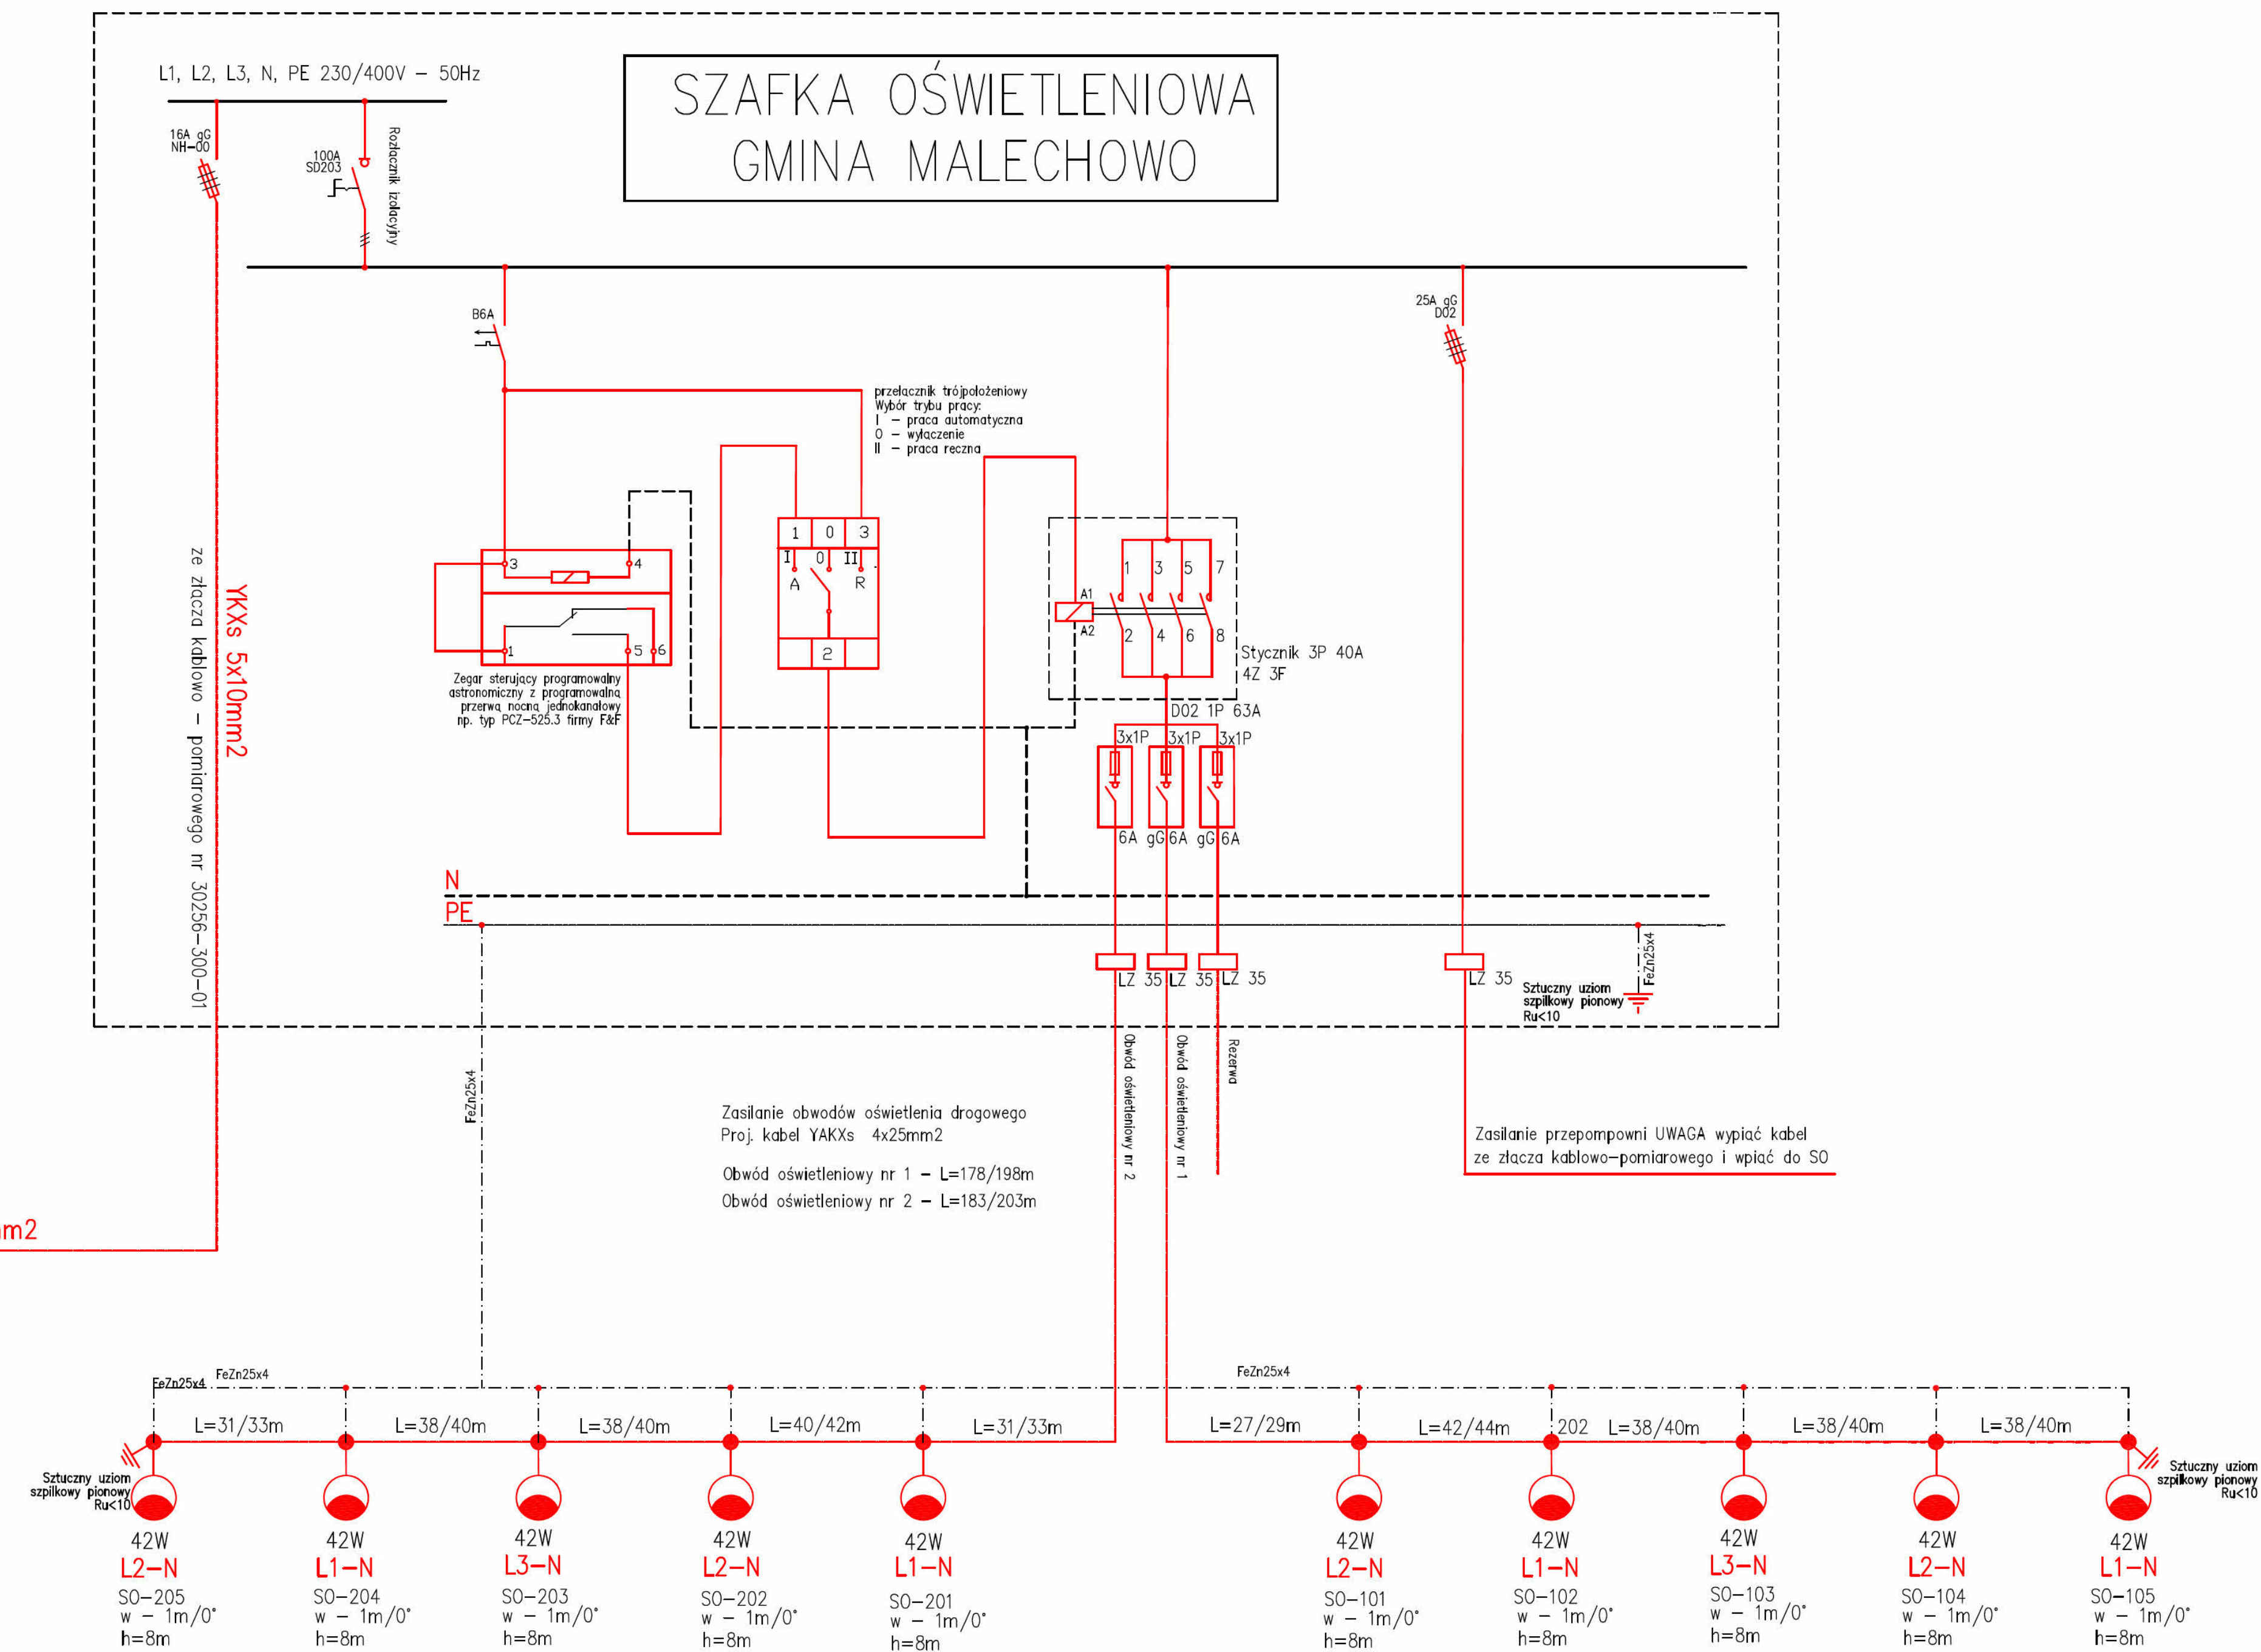 L1, L2, L3, N, PE 230/400V – 50Hz
SZAFKA OŚWIETLENIOWA
GMINA MALECHOWO
16A gG
NH-00
100A
SD203
Rozłącznik izolacyjny
B6A
25A gG
D02
przełącznik trójpołożeniowy
Wybór trybu pracy:
I – praca automatyczna
0 – wyłączenie
II – praca ręczna
3
4
1
5
6
Zegar sterujący programowalny
astronomiczny z programowalną
przerwą nocną jednokanałowy
np. typ PCZ-525.3 firmy F&F
1 0 3
I 0 II
A R
2
A1
A2
1 3 5 7
2 4 6 8
Stycznik 3P 40A
4Z 3F
D02 1P 63A
3x1P 3x1P 3x1P
6A gG 6A gG 6A
YKXs 5x10mm2
ze złącza kablowo – pomiarowego nr 30256-300-01
N
PE
LZ 35 LZ 35 LZ 35
LZ 35
FeZn25x4
Sztuczny uziom
szpilkowy pionowy
Ru<10
FeZn25x4
Obwód oświetleniowy nr 2
Obwód oświetleniowy nr 1
Rezerwa
Zasilanie obwodów oświetlenia drogowego
Proj. kabel YAKXs 4x25mm2
Obwód oświetleniowy nr 1 – L=178/198m
Obwód oświetleniowy nr 2 – L=183/203m
Zasilanie przepompowni UWAGA wypiąć kabel
ze złącza kablowo-pomiarowego i wpiąć do SO
m2
FeZn25x4
FeZn25x4
FeZn25x4
L=31/33m
L=38/40m
L=38/40m
L=40/42m
L=31/33m
L=27/29m
L=42/44m
202
L=38/40m
L=38/40m
L=38/40m
Sztuczny uziom
szpilkowy pionowy
Ru<10
Sztuczny uziom
szpilkowy pionowy
Ru<10
42W
L2-N
SO-205
w – 1m/0°
h=8m
42W
L1-N
SO-204
w – 1m/0°
h=8m
42W
L3-N
SO-203
w – 1m/0°
h=8m
42W
L2-N
SO-202
w – 1m/0°
h=8m
42W
L1-N
SO-201
w – 1m/0°
h=8m
42W
L2-N
SO-101
w – 1m/0°
h=8m
42W
L1-N
SO-102
w – 1m/0°
h=8m
42W
L3-N
SO-103
w – 1m/0°
h=8m
42W
L2-N
SO-104
w – 1m/0°
h=8m
42W
L1-N
SO-105
w – 1m/0°
h=8m